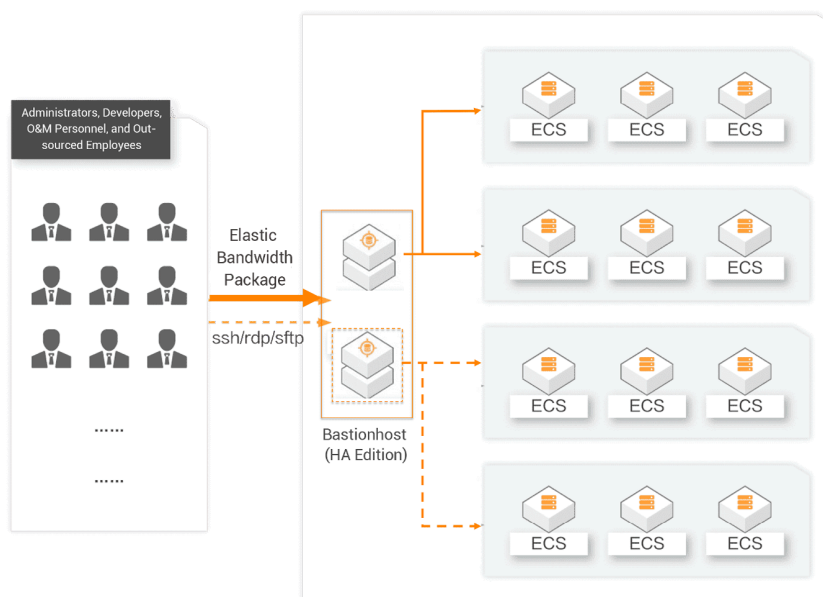 Administrators, Developers,
O&M Personnel, and Out-
sourced Employees
......
......
Elastic
Bandwidth
Package
ssh/rdp/sftp
Bastionhost
(HA Edition)
ECS ECS ECS
ECS ECS ECS
ECS ECS ECS
ECS ECS ECS